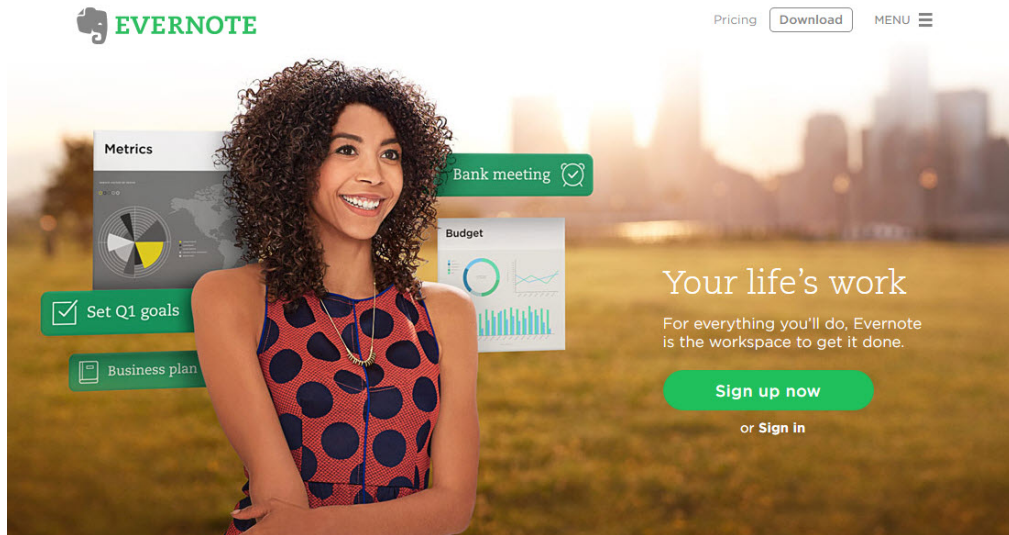 EVERNOTE
Pricing
Download
MENU
Metrics
Bank meeting
Budget
Set Q1 goals
Business plan
Your life's work
For everything you'll do, Evernote
is the workspace to get it done.
Sign up now
or Sign in